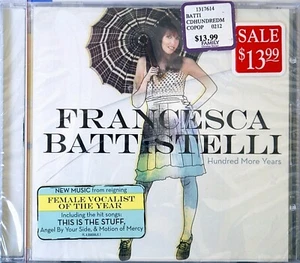 1317614
BATTI
CDHUNDREDM
COPOP 0212
$13.99
FAMILY
SALE
$13.99
FRANCESCA
BATTISTELLI
Hundred More Years
NEW MUSIC from reigning
FEMALE VOCALIST
OF THE YEAR
Including the hit songs:
THIS IS THE STUFF,
Angel By Your Side, & Motion of Mercy